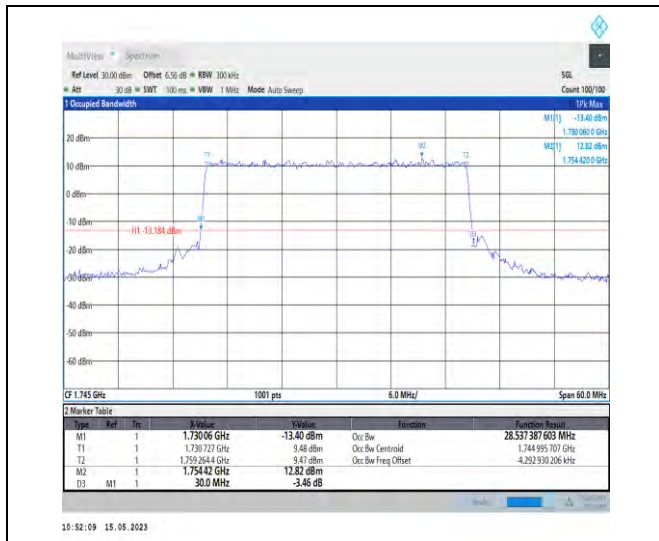 MultiView Spectrum
Ref Level 30.00 dBm Offset 6.56 dB RBW 300 kHz SGL
Att 30 dB SWT 100 ms VBW 1 MHz Mode Auto Sweep Count 100/100
1 Occupied Bandwidth 1Pk Max
M1[1] -13.40 dBm
1.730 060 0 GHz
20 dBm M2[1] 12.82 dBm
1.754 420 0 GHz
T1 M2 T2
10 dBm
0 dBm
-10 dBm
M1
H1 -13.184 dBm
D3
-20 dBm
-30 dBm
-40 dBm
-50 dBm
-60 dBm
CF 1.745 GHz 1001 pts 6.0 MHz/ Span 60.0 MHz
2 Marker Table
Type Ref Trc X-Value Y-Value Function Function Result
M1 1 1.730 06 GHz -13.40 dBm Occ Bw 28.537 387 603 MHz
T1 1 1.730 727 GHz 9.48 dBm Occ Bw Centroid 1.744 995 707 GHz
T2 1 1.759 264 4 GHz 9.47 dBm Occ Bw Freq Offset -4.292 930 206 kHz
M2 1 1.754 42 GHz 12.82 dBm
D3 M1 1 30.0 MHz -3.46 dB
10:52:09 15.05.2023